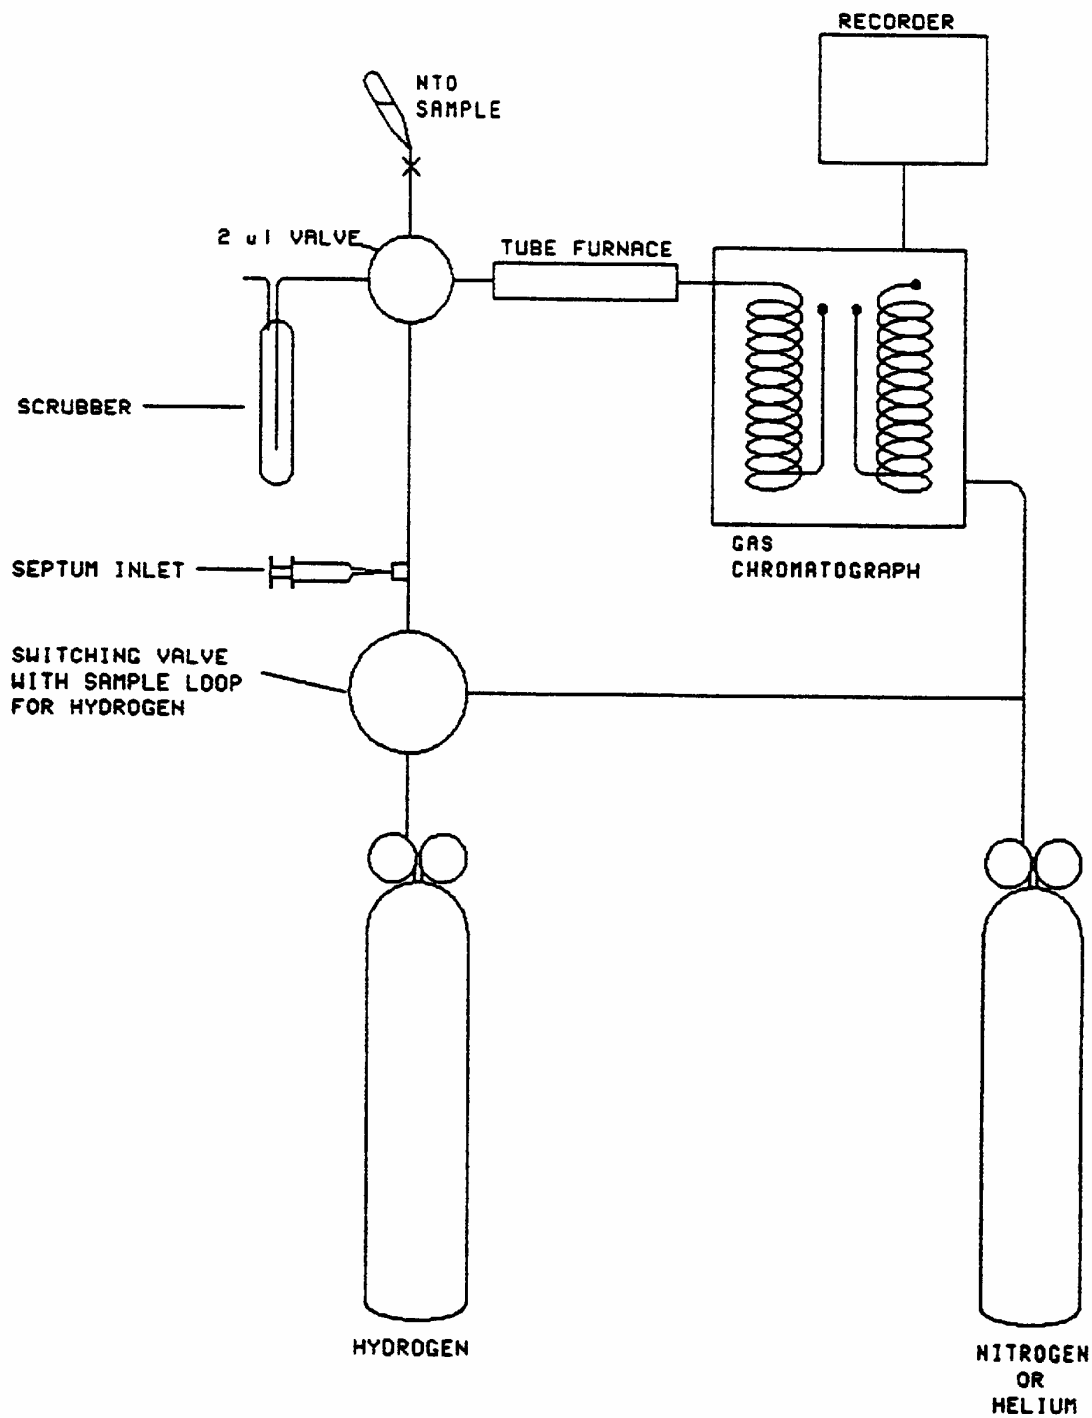 RECORDER
NTO
SAMPLE
2 ul VALVE
TUBE FURNACE
SCRUBBER
GAS
CHROMATOGRAPH
SEPTUM INLET
SWITCHING VALVE
WITH SAMPLE LOOP
FOR HYDROGEN
HYDROGEN
NITROGEN
OR
HELIUM